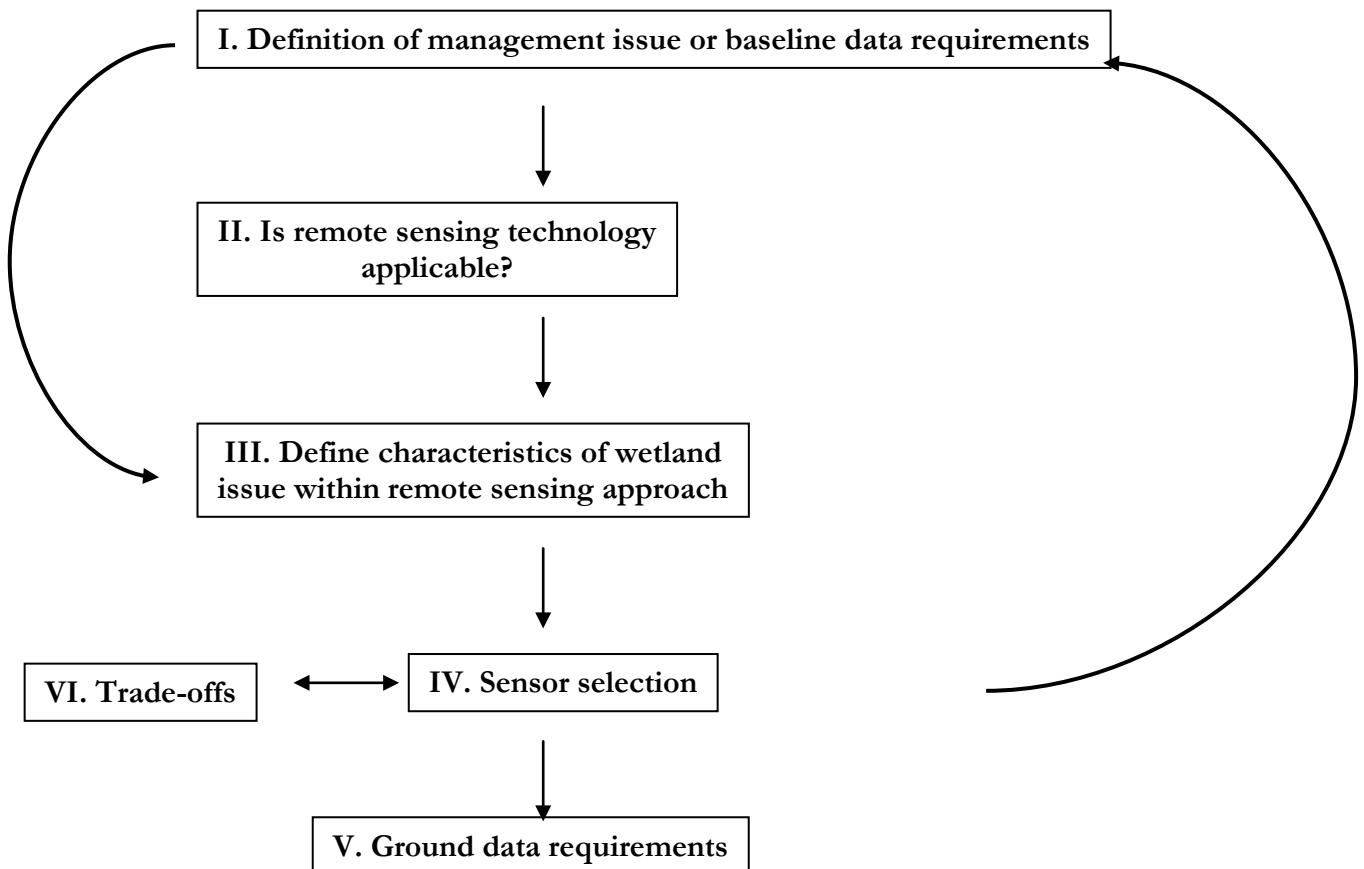 I. Definition of management issue or baseline data requirements
II. Is remote sensing technology
applicable?
III. Define characteristics of wetland
issue within remote sensing approach
VI. Trade-offs
IV. Sensor selection
V. Ground data requirements